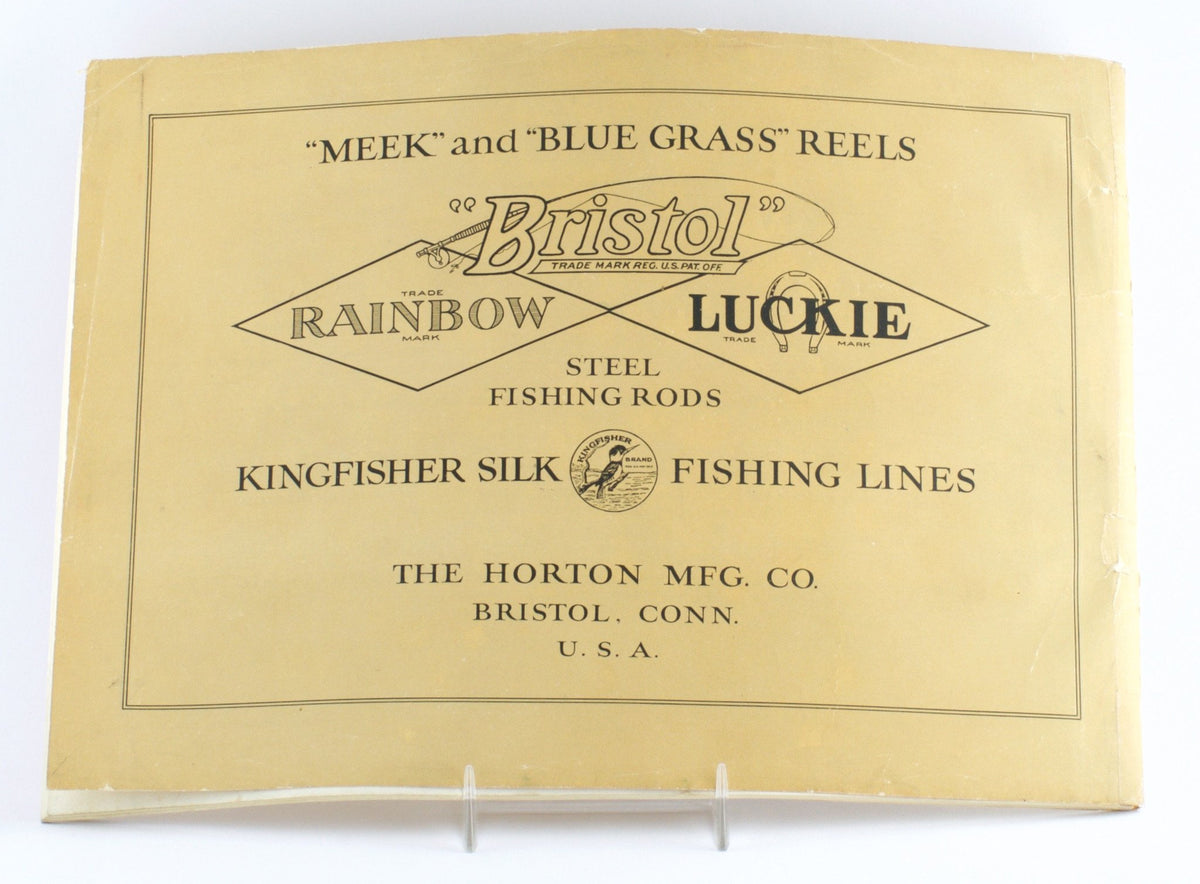 “MEEK” and “BLUE GRASS” REELS
“Bristol”
TRADE MARK REG. U.S. PAT. OFF.
TRADE
RAINBOW
MARK
LUCKIE
TRADE MARK
STEEL
FISHING RODS
KINGFISHER SILK
KINGFISHER
BRAND
FISHING LINES
THE HORTON MFG. CO.
BRISTOL, CONN.
U. S. A.